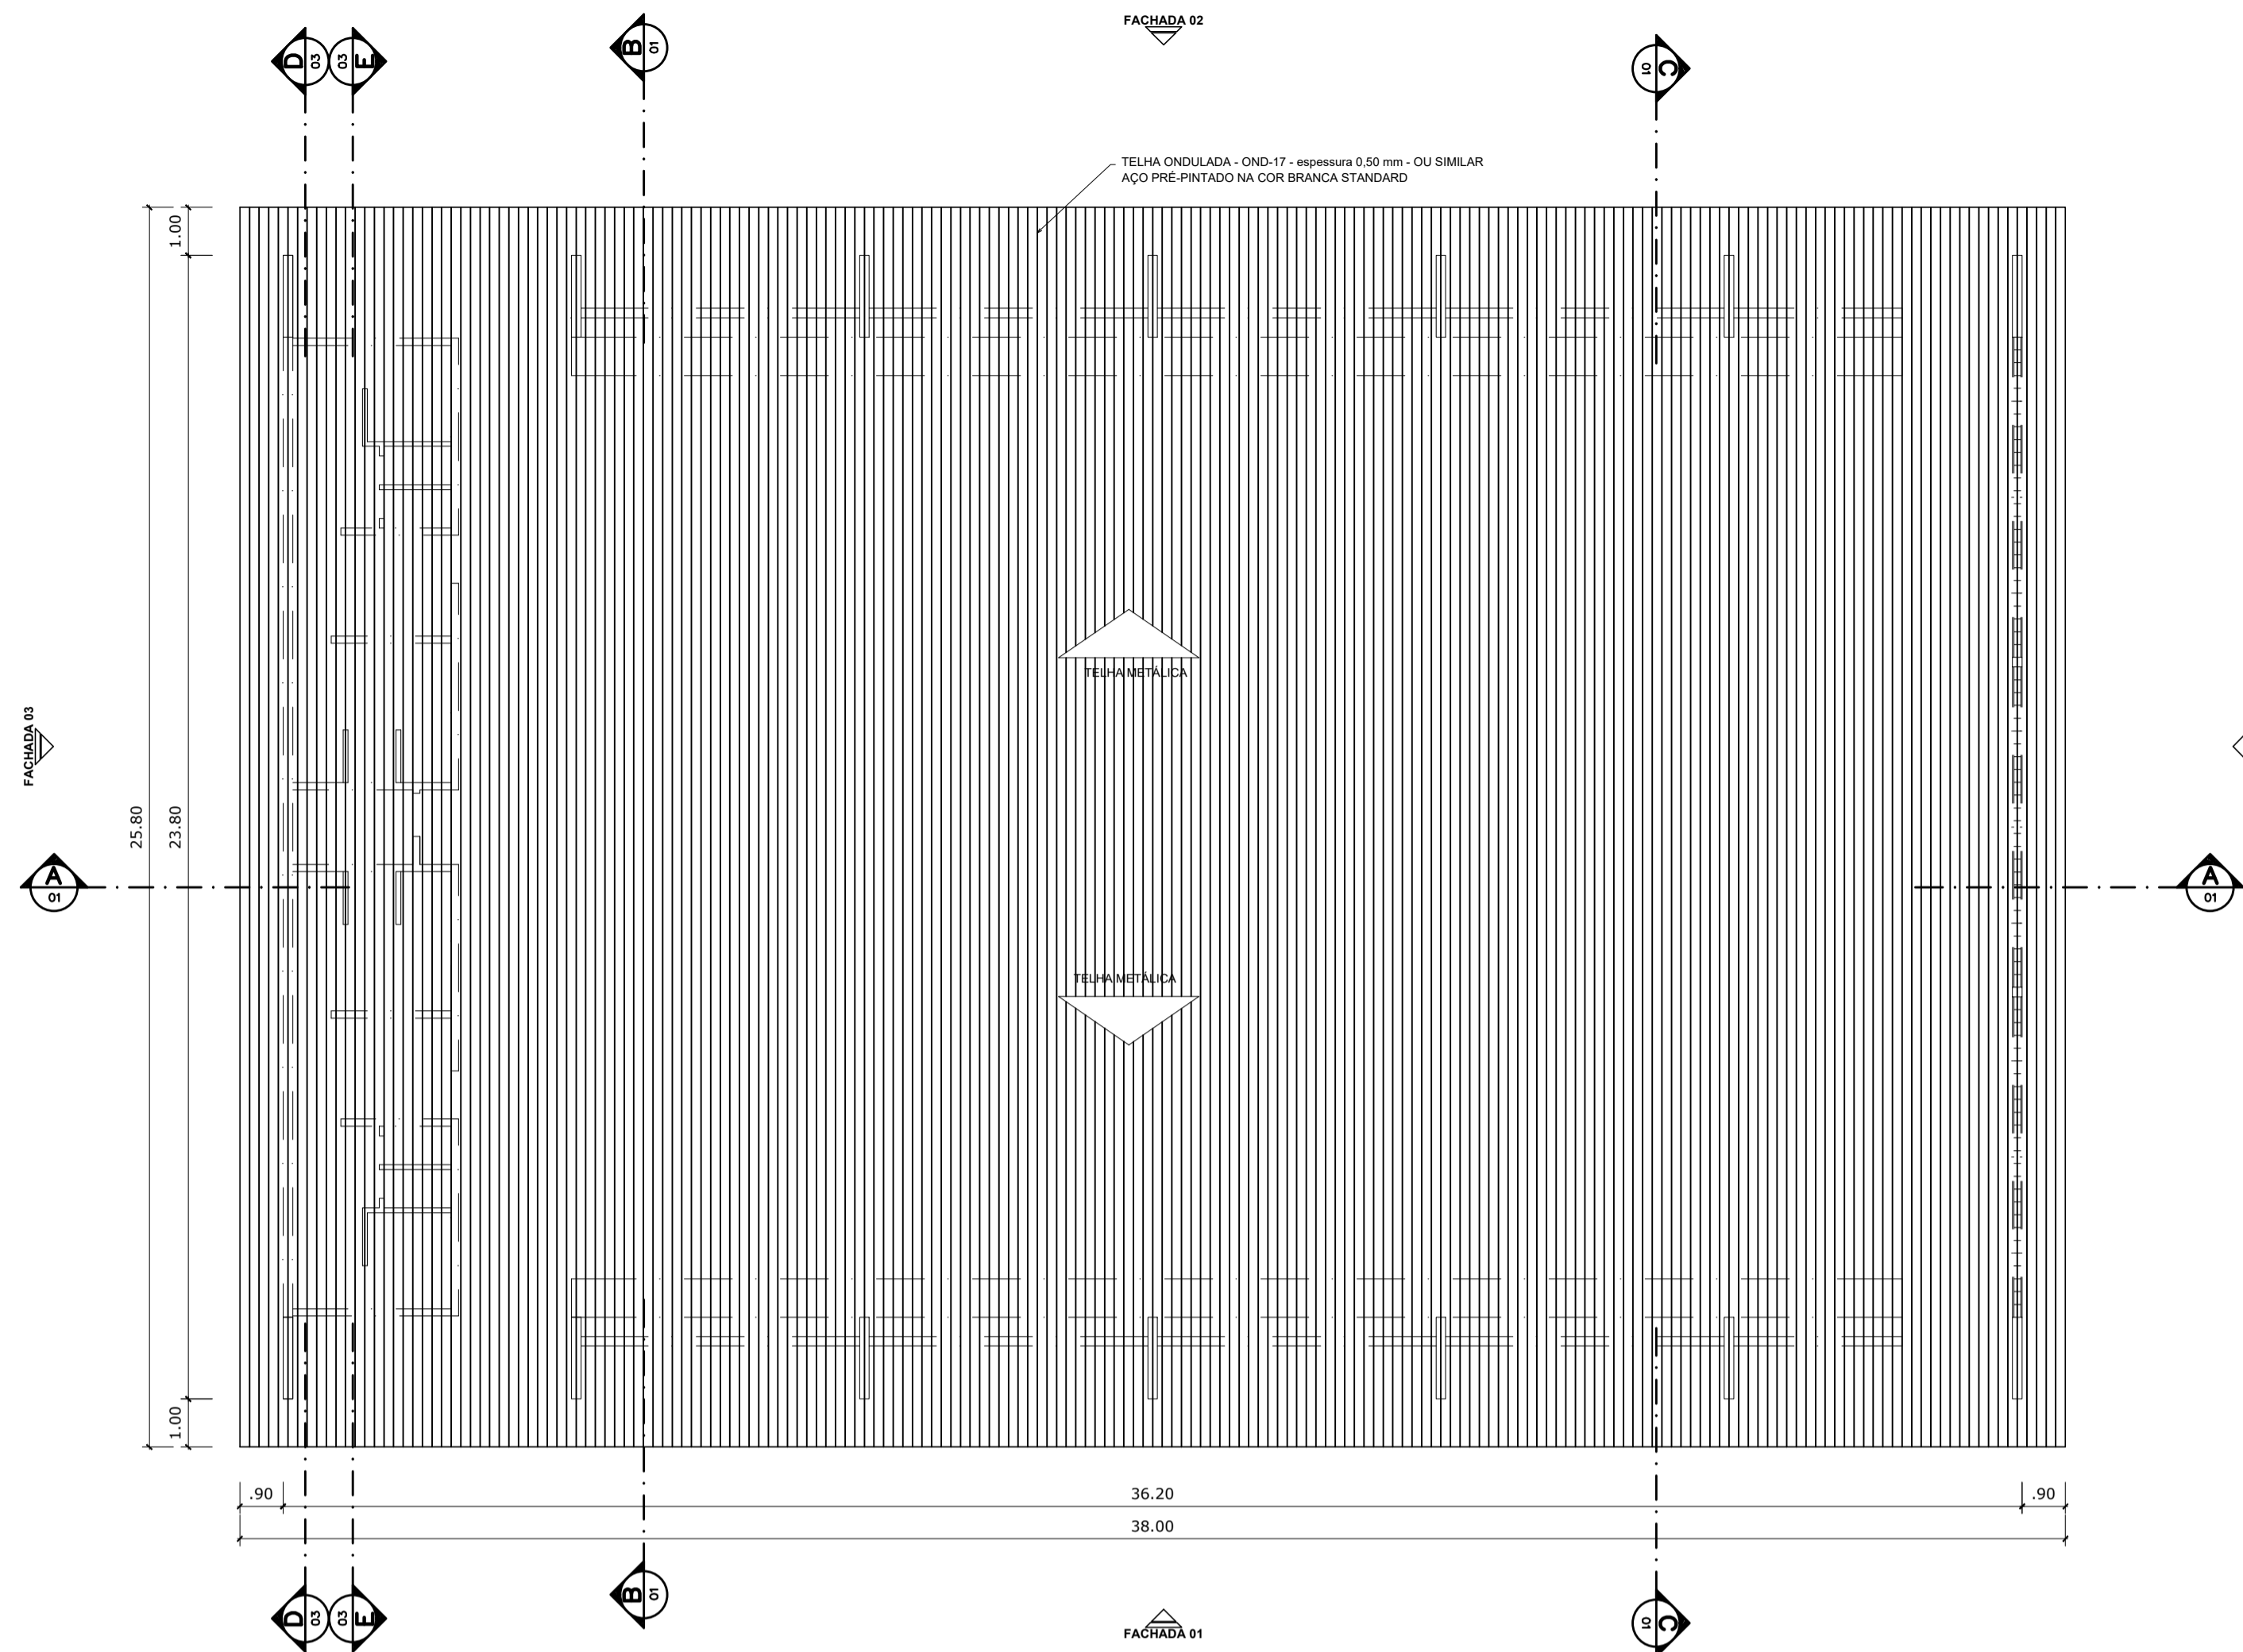 FACHADA 02
D
03
03
E
B
01
01
C
TELHA ONDULADA - OND-17 - espessura 0,50 mm - OU SIMILAR
AÇO PRÉ-PINTADO NA COR BRANCA STANDARD
1.00
TELHA METÁLICA
FACHADA 03
25.80
23.80
A
01
A
01
TELHA METÁLICA
1.00
.90
36.20
.90
38.00
D
03
03
E
B
01
01
C
FACHADA 01